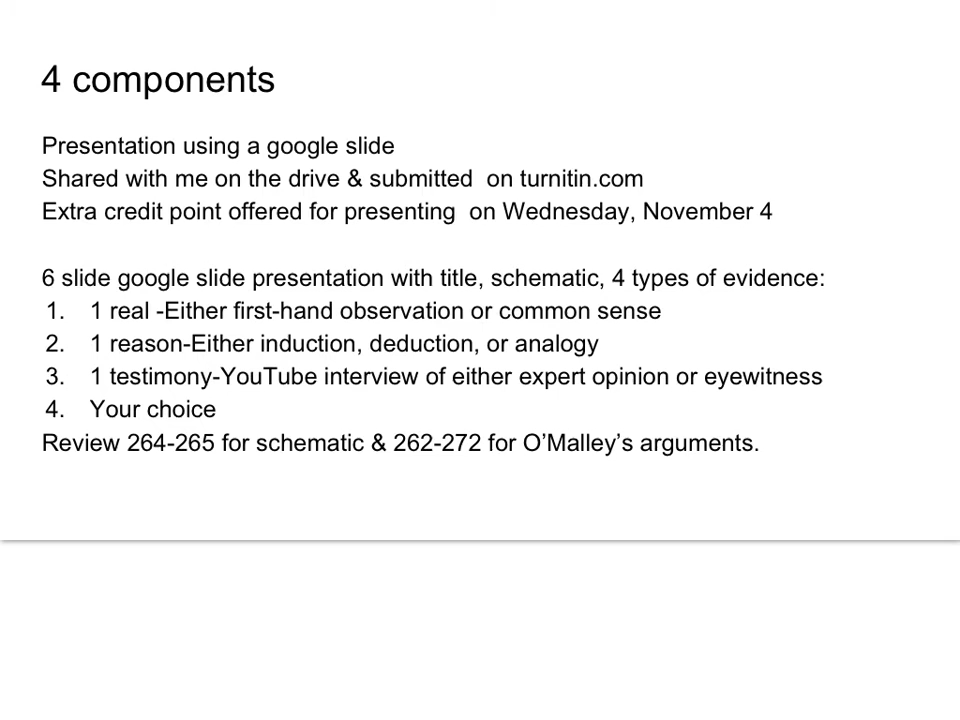 4 components
Presentation using a google slide
Shared with me on the drive & submitted  on turnitin.com
Extra credit point offered for presenting  on Wednesday, November 4
6 slide google slide presentation with title, schematic, 4 types of evidence:
1. 1 real -Either first-hand observation or common sense
2. 1 reason-Either induction, deduction, or analogy
3. 1 testimony-YouTube interview of either expert opinion or eyewitness
4. Your choice
Review 264-265 for schematic & 262-272 for O’Malley’s arguments.